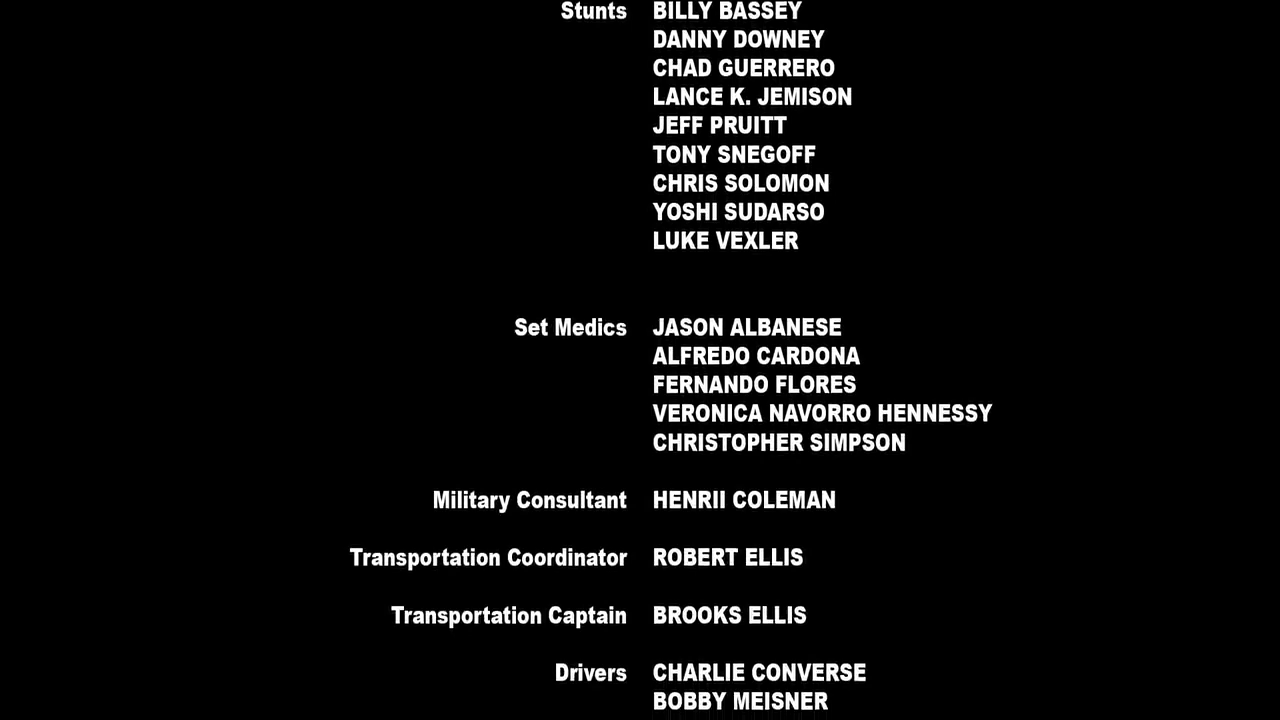 Stunts BILLY BASSEY
DANNY DOWNEY
CHAD GUERRERO
LANCE K. JEMISON
JEFF PRUITT
TONY SNEGOFF
CHRIS SOLOMON
YOSHI SUDARSO
LUKE VEXLER
Set Medics JASON ALBANESE
ALFREDO CARDONA
FERNANDO FLORES
VERONICA NAVORRO HENNESSY
CHRISTOPHER SIMPSON
Military Consultant HENRII COLEMAN
Transportation Coordinator ROBERT ELLIS
Transportation Captain BROOKS ELLIS
Drivers CHARLIE CONVERSE
BOBBY MEISNER